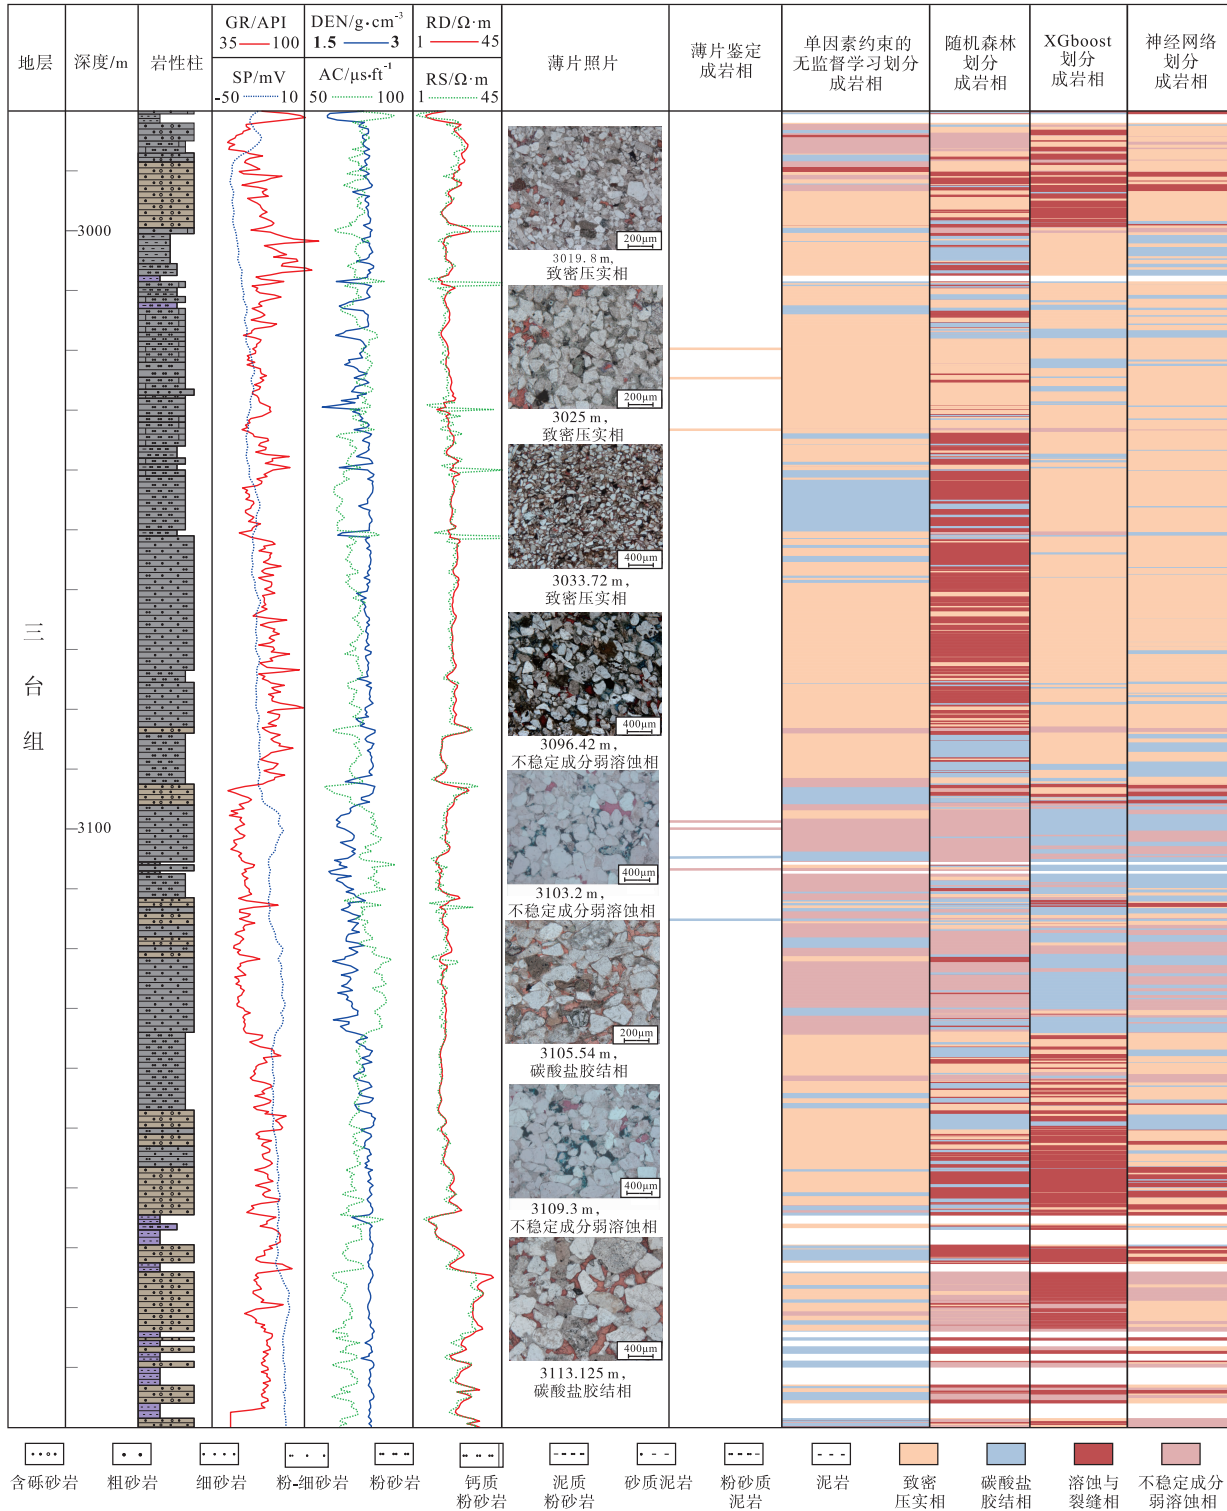 地层
深度/m
岩性柱
GR/API
35 100
SP/mV
-50 10
DEN/g·cm⁻³
1.5 3
AC/μs·ft⁻¹
50 100
RD/Ω·m
1 45
RS/Ω·m
1 45
薄片照片
薄片鉴定
成岩相
单因素约束的
无监督学习划分
成岩相
随机森林
划分
成岩相
XGboost
划分
成岩相
神经网络
划分
成岩相
三
台
组
3000
3100
200μm
3019.8 m,
致密压实相
200μm
3025 m,
致密压实相
400μm
3033.72 m,
致密压实相
400μm
3096.42 m,
不稳定成分弱溶蚀相
400μm
3103.2 m,
不稳定成分弱溶蚀相
200μm
3105.54 m,
碳酸盐胶结相
400μm
3109.3 m,
不稳定成分弱溶蚀相
400μm
3113.125 m,
碳酸盐胶结相
含砾砂岩
粗砂岩
细砂岩
粉-细砂岩
粉砂岩
钙质
粉砂岩
泥质
粉砂岩
砂质泥岩
粉砂质
泥岩
泥岩
致密
压实相
碳酸盐
胶结相
溶蚀与
裂缝相
不稳定成分
弱溶蚀相